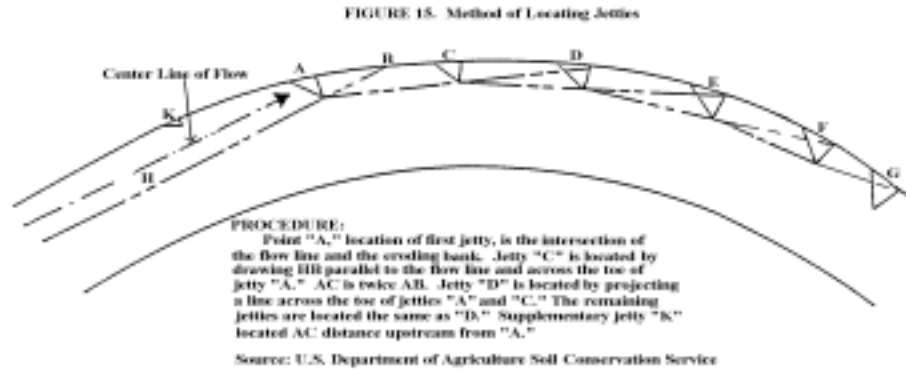 FIGURE 15. Method of Locating Jetties
Center Line of Flow
K
A
B
C
D
E
F
G
H
PROCEDURE:
Point "A," location of first jetty, is the intersection of
the flow line and the eroding bank. Jetty "C" is located by
drawing HB parallel to the flow line and across the toe of
jetty "A." AC is twice AB. Jetty "D" is located by projecting
a line across the toe of jetties "A" and "C." The remaining
jetties are located the same as "D." Supplementary jetty "K"
located AC distance upstream from "A."
Source: U.S. Department of Agriculture Soil Conservation Service